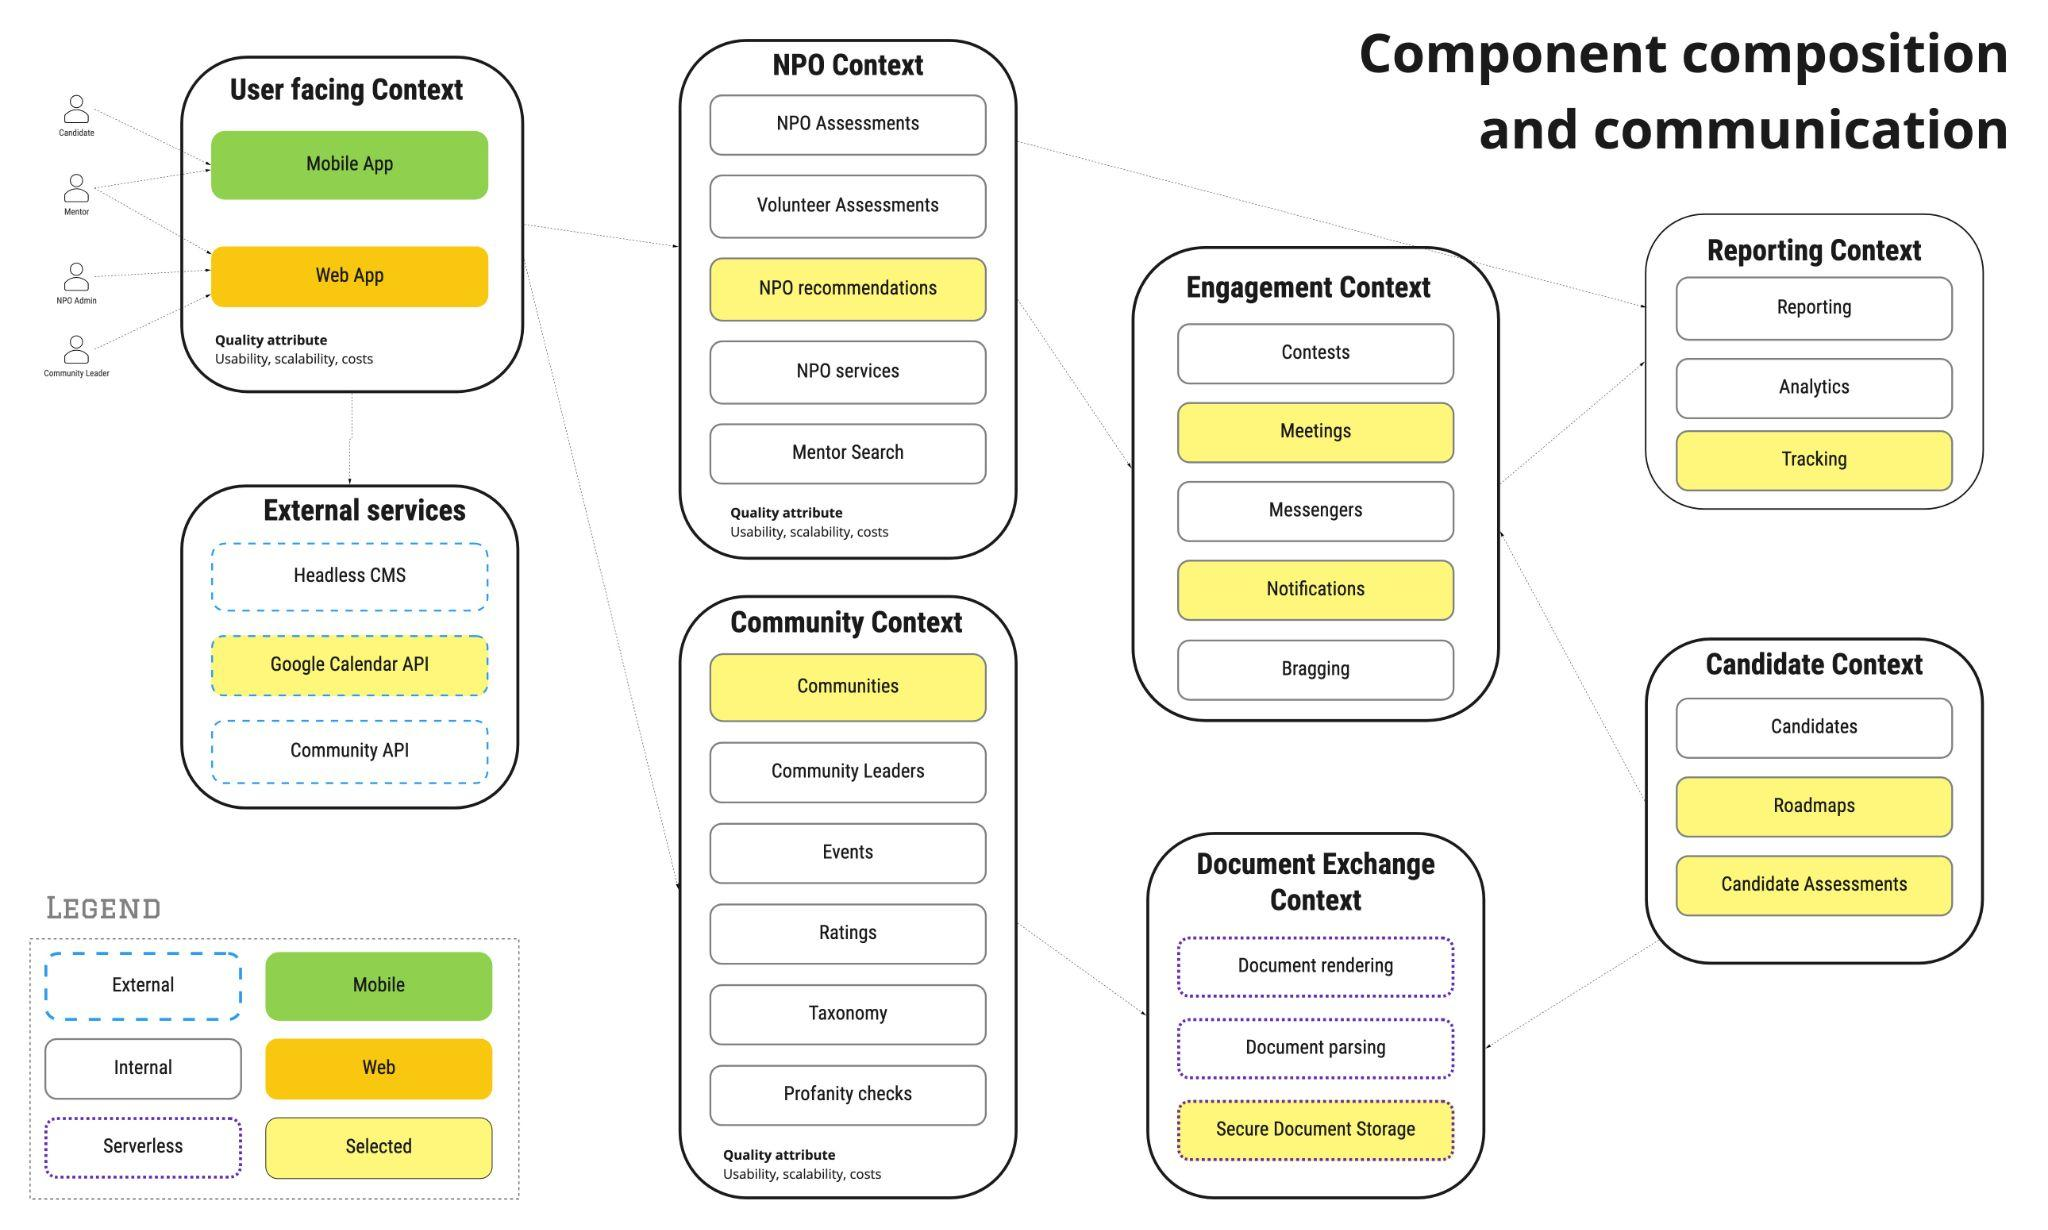 Component composition
and communication
Candidate
Mentor
NPO Admin
Community Leader
User facing Context
Mobile App
Web App
Quality attribute
Usability, scalability, costs
External services
Headless CMS
Google Calendar API
Community API
LEGEND
External
Mobile
Internal
Web
Serverless
Selected
NPO Context
NPO Assessments
Volunteer Assessments
NPO recommendations
NPO services
Mentor Search
Quality attribute
Usability, scalability, costs
Community Context
Communities
Community Leaders
Events
Ratings
Taxonomy
Profanity checks
Quality attribute
Usability, scalability, costs
Engagement Context
Contests
Meetings
Messengers
Notifications
Bragging
Document Exchange
Context
Document rendering
Document parsing
Secure Document Storage
Reporting Context
Reporting
Analytics
Tracking
Candidate Context
Candidates
Roadmaps
Candidate Assessments